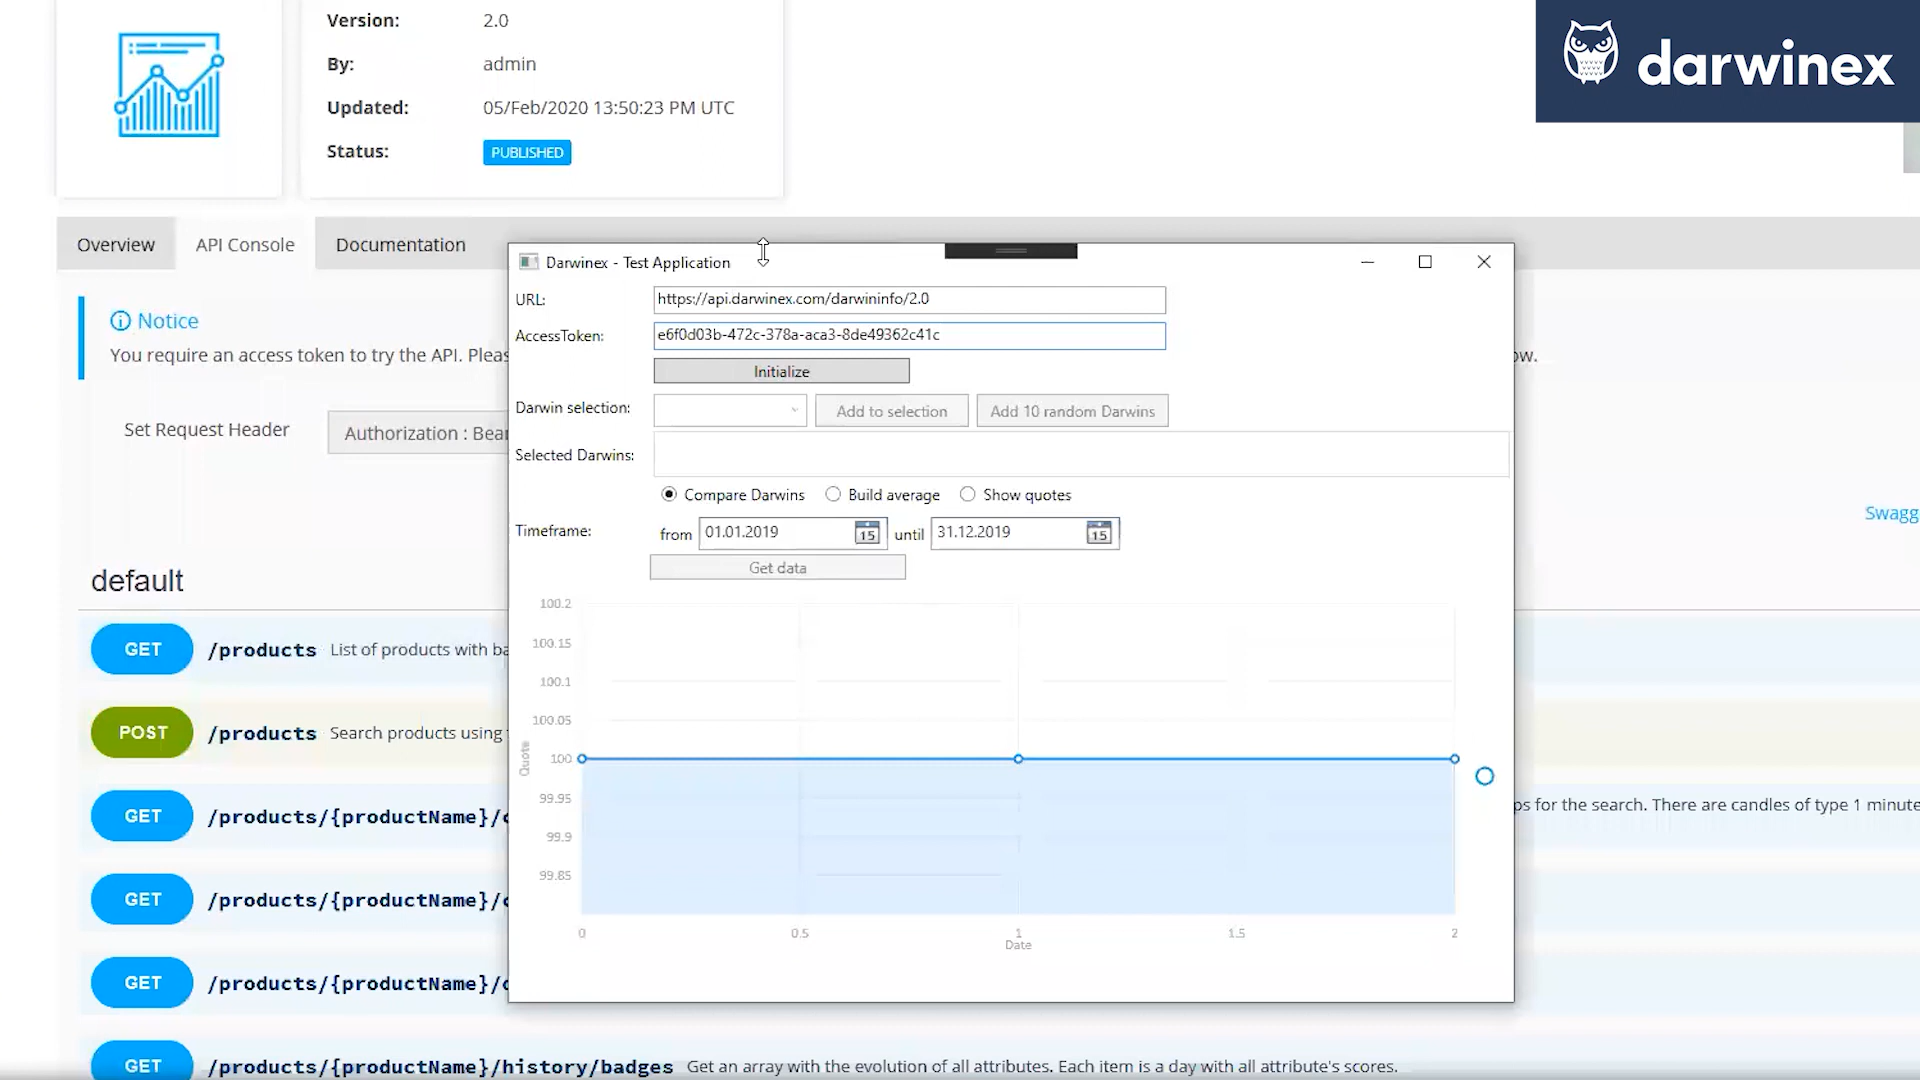 Version: 2.0
By: admin
Updated: 05/Feb/2020 13:50:23 PM UTC
Status: PUBLISHED
darwinex
Overview API Console Documentation
Notice
You require an access token to try the API. Pleas
ow.
Set Request Header Authorization : Bear
Swagg
default
GET /products List of products with ba
POST /products Search products using
GET /products/{productName}/c
ps for the search. There are candles of type 1 minute
GET /products/{productName}/c
GET /products/{productName}/c
GET /products/{productName}/history/badges Get an array with the evolution of all attributes. Each item is a day with all attribute's scores.
Darwinex - Test Application
URL: https://api.darwinex.com/darwininfo/2.0
AccessToken: e6f0d03b-472c-378a-aca3-8de49362c41c
Initialize
Darwin selection: Add to selection Add 10 random Darwins
Selected Darwins:
Compare Darwins Build average Show quotes
Timeframe: from 01.01.2019 15 until 31.12.2019 15
Get data
100.2
100.15
100.1
100.05
100
99.95
99.9
99.85
Quote
0 0.5 1 1.5 2
Date